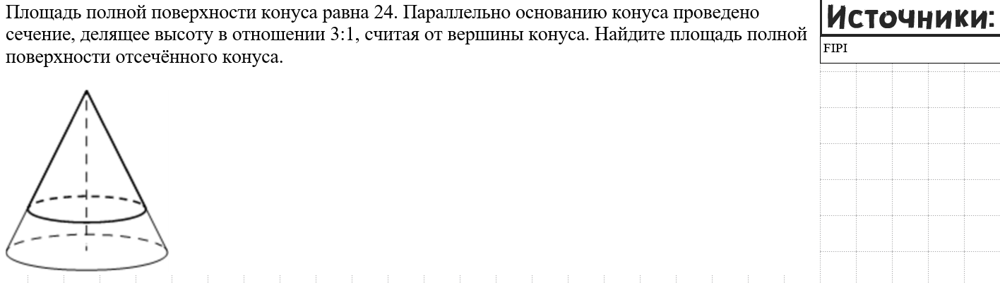 Площадь полной поверхности конуса равна 24. Параллельно основанию конуса проведено
сечение, делящее высоту в отношении 3:1, считая от вершины конуса. Найдите площадь полной
поверхности отсечённого конуса.
Источники:
FIPI